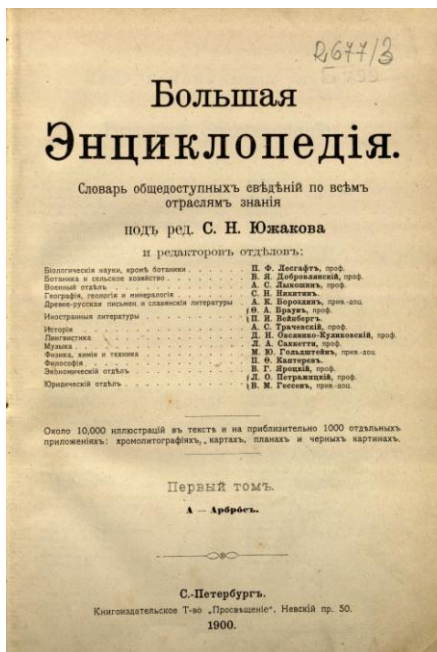 2677/3
Большая
Энциклопедія.
Словарь общедоступныхъ свѣдѣній по всѣмъ
отраслямъ знанія
подъ ред. С. Н. Южакова
и редакторовъ отдѣловъ:
Біологическія науки, кромѣ ботаники . . . . . П. Ф. Лесгафтъ, проф.
Ботаника и сельское хозяйство . . . . . В. Я. Добровлянскій, проф.
Военный отдѣлъ . . . . . А. С. Лыкошинъ, проф.
Географія, геологія и минералогія . . . . . С. Н. Никитинъ.
Древне-русская письмен. и славянскія литературы А. К. Бороздинъ, прив.-доц.
Иностранныя литературы . . . . . { Ѳ. А. Браунъ, проф.
{ П. И. Вейнбергъ.
Исторія . . . . . А. С. Трачевскій, проф.
Лингвистика . . . . . Д. Н. Овсянико-Куликовскій, проф.
Музыка . . . . . Л. А. Саккетти, проф.
Физика, химія и техника . . . . . М. Ю. Гольдштейнъ, прив.-доц.
Философія . . . . . П. Ѳ. Каптеревъ.
Экономическій отдѣлъ . . . . . В. Г. Яроцкій, проф.
Юридическій отдѣлъ . . . . . { Л. О. Петражицкій, проф.
{ В. М. Гессенъ, прив.-доц.
Около 10,000 иллюстрацій въ текстѣ и на приблизительно 1000 отдѣльныхъ
приложеніяхъ: хромолитографіяхъ, картахъ, планахъ и черныхъ картинахъ.
Первый томъ.
А — Арбросъ.
С.-Петербургъ.
Книгоиздательское Т-во „Просвѣщеніе“, Невскій пр. 50.
1900.